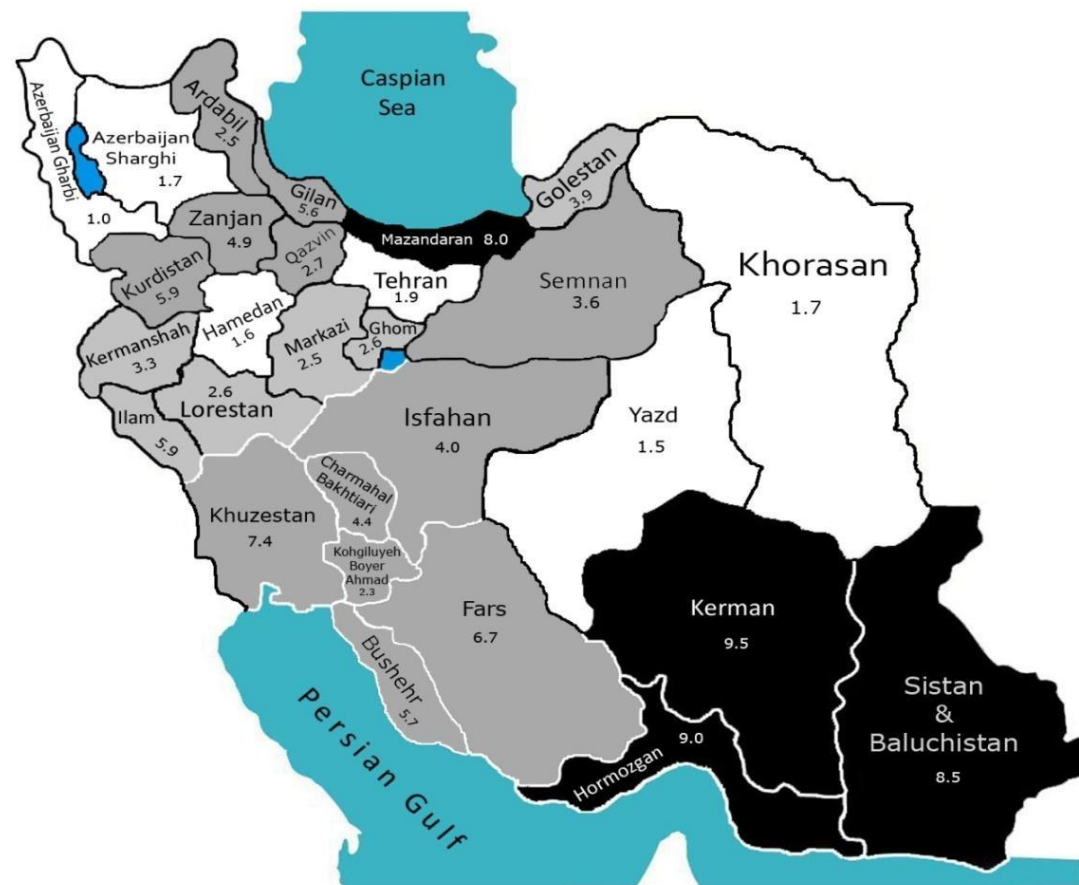 Caspian
Sea
Azerbaijan Gharbi
1.0
Azerbaijan
Sharghi
1.7
Ardabil
2.5
Gilan
5.6
Golestan
3.9
Mazandaran 8.0
Zanjan
4.9
Qazvin
2.7
Tehran
1.9
Semnan
3.6
Khorasan
1.7
Kurdistan
5.9
Hamedan
1.6
Markazi
2.5
Ghom
2.6
Kermanshah
3.3
2.6
Lorestan
Ilam
5.9
Isfahan
4.0
Yazd
1.5
Khuzestan
7.4
Charmahal
Bakhtiari
4.4
Kohgiluyeh
Boyer
Ahmad
2.3
Fars
6.7
Bushehr
5.7
Kerman
9.5
Sistan
&
Baluchistan
8.5
Hormozgan
9.0
Persian Gulf